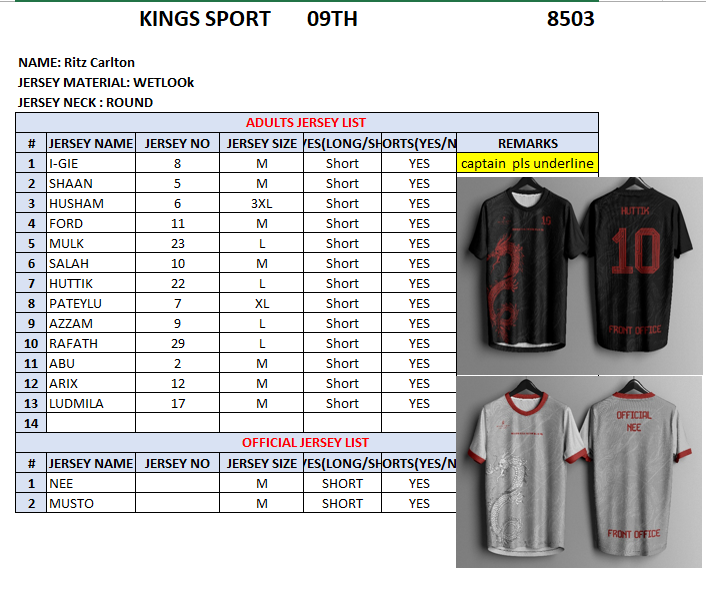 KINGS SPORT 09TH 8503
NAME: Ritz Carlton
JERSEY MATERIAL: WETLOOk
JERSEY NECK : ROUND
ADULTS JERSEY LIST
# JERSEY NAME JERSEY NO JERSEY SIZE VES(LONG/SH ORTS(YES/N REMARKS
1 I-GIE 8 M Short YES captain pls underline
2 SHAAN 5 M Short YES
3 HUSHAM 6 3XL Short YES
4 FORD 11 M Short YES
5 MULK 23 L Short YES
6 SALAH 10 M Short YES
7 HUTTIK 22 L Short YES
8 PATEYLU 7 XL Short YES
9 AZZAM 9 L Short YES
10 RAFATH 29 L Short YES
11 ABU 2 M Short YES
12 ARIX 12 M Short YES
13 LUDMILA 17 M Short YES
14
OFFICIAL JERSEY LIST
# JERSEY NAME JERSEY NO JERSEY SIZE VES(LONG/SH ORTS(YES/N
1 NEE M SHORT YES
2 MUSTO M SHORT YES
10
HUTTIK
10
FRONT OFFICE
OFFICIAL
NEE
FRONT OFFICE